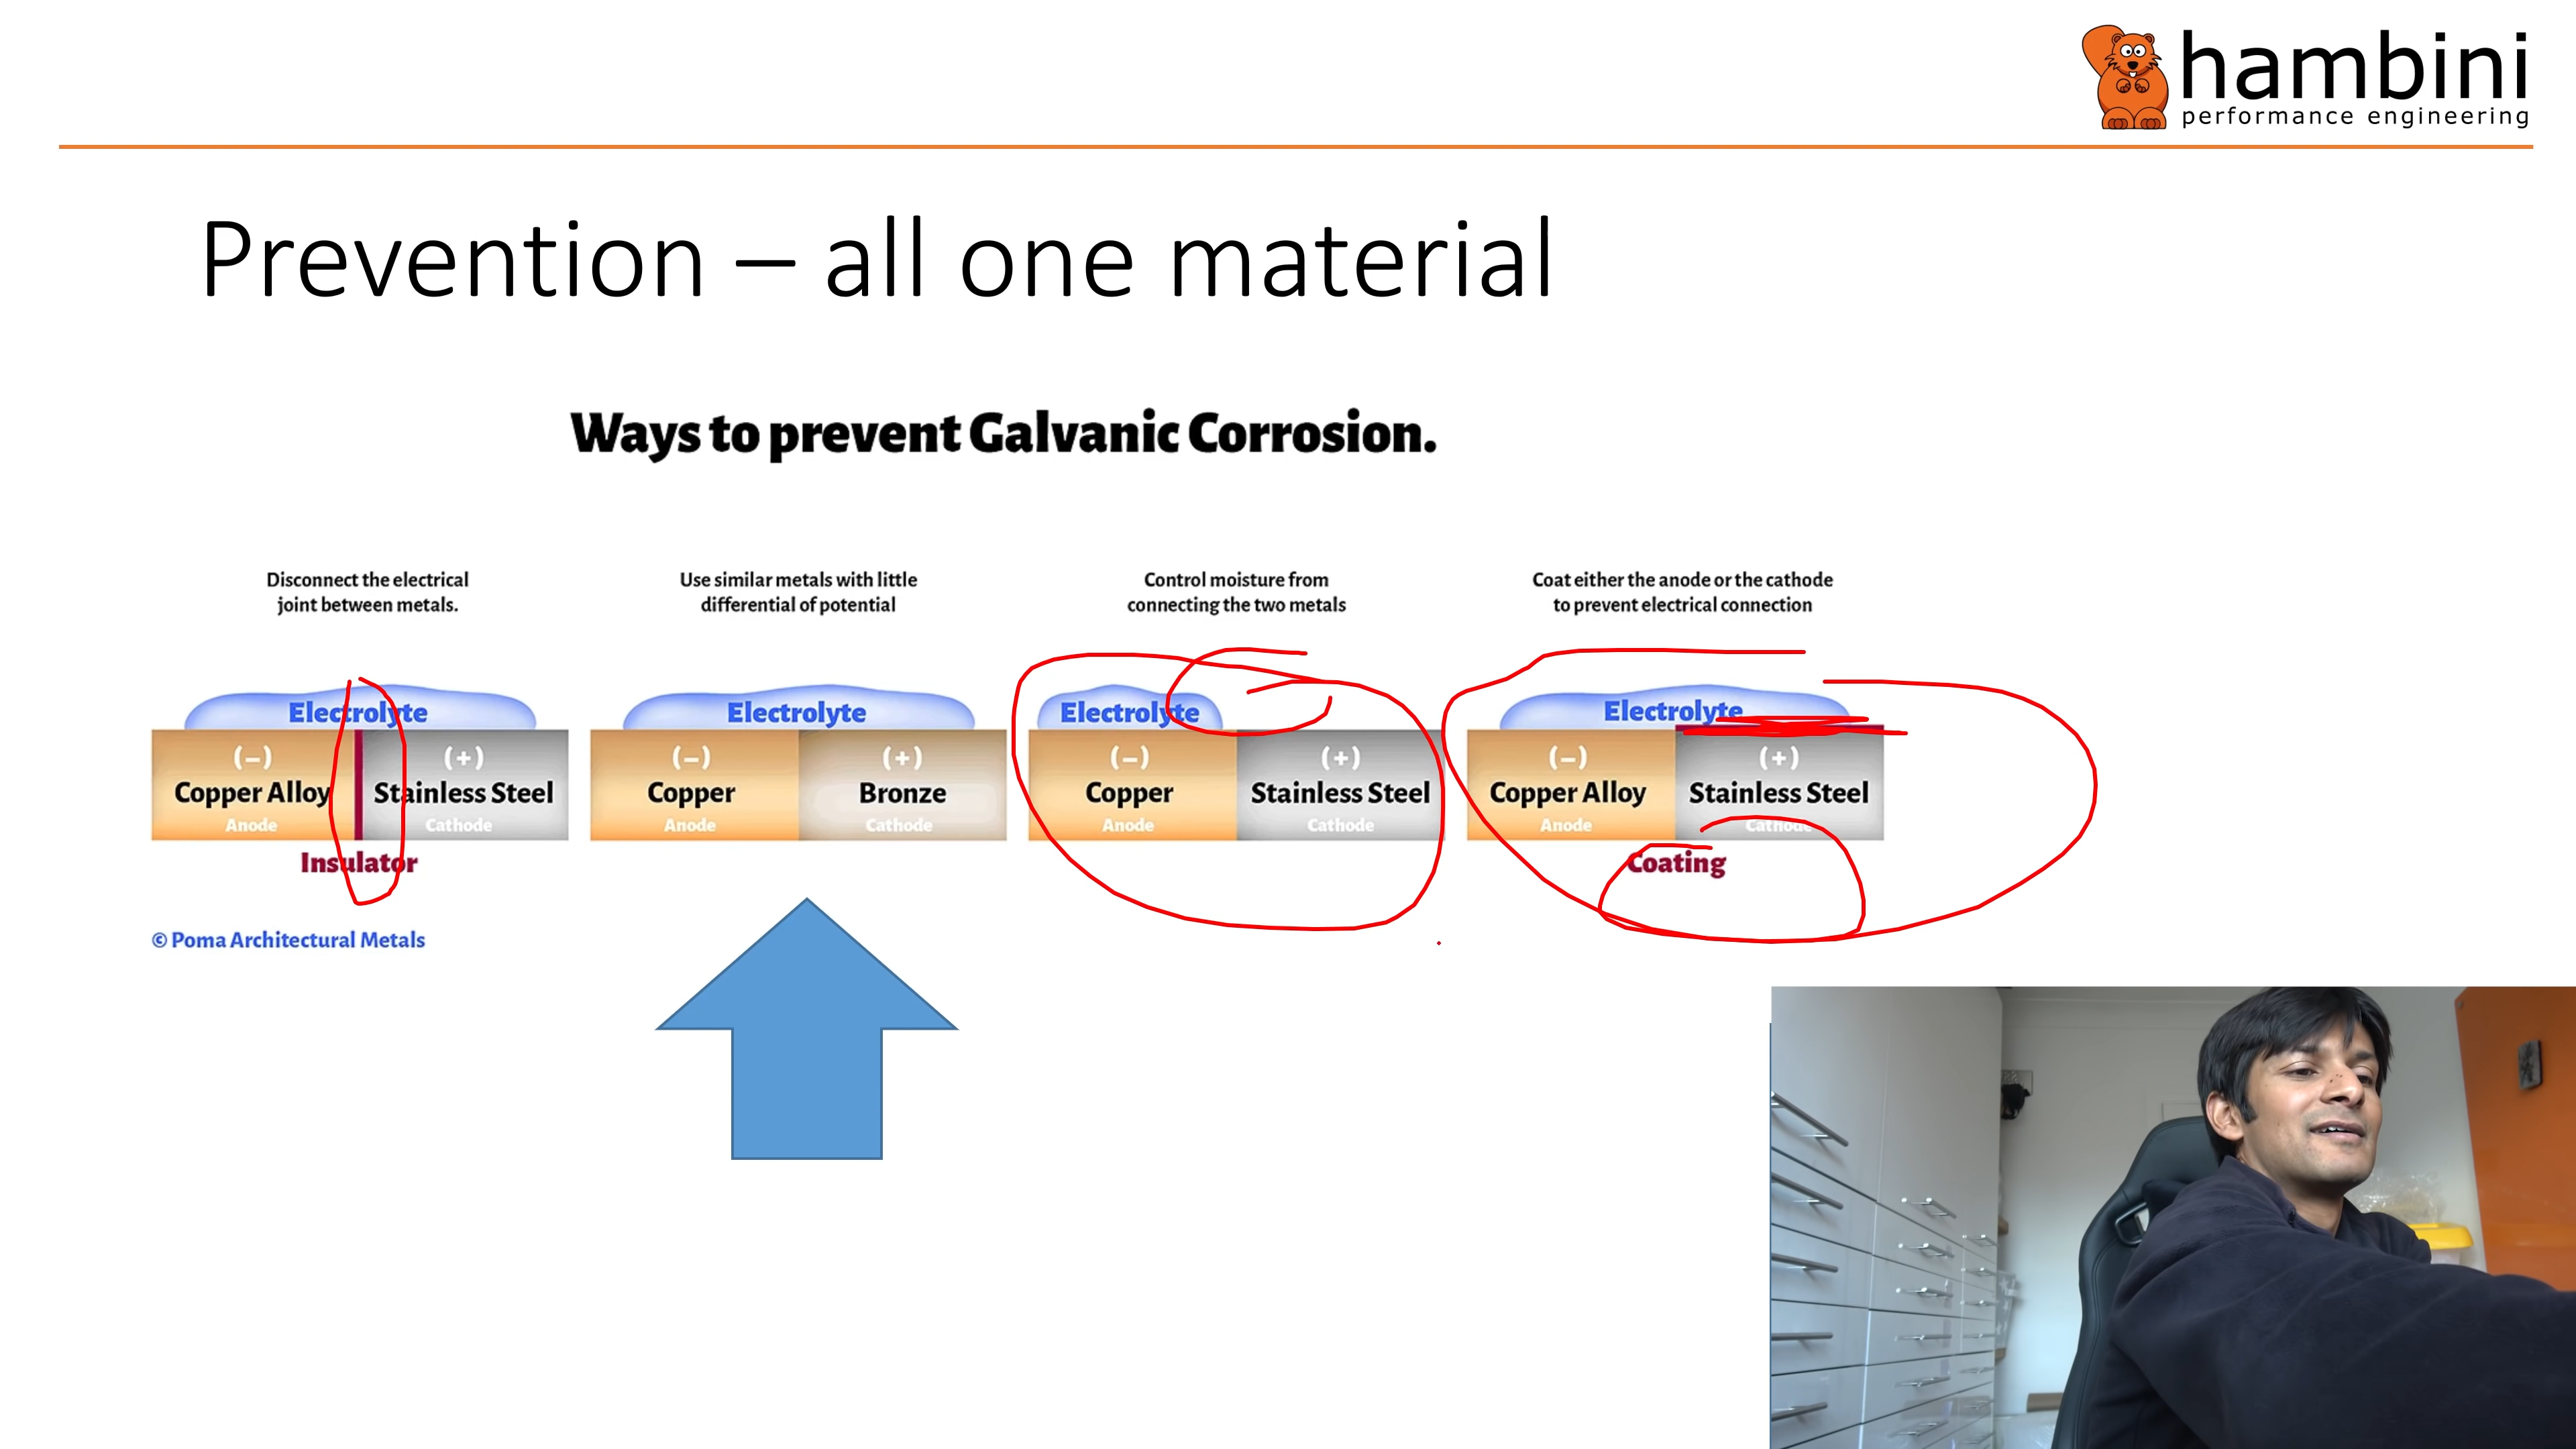 hambini
performance engineering
Prevention – all one material
Ways to prevent Galvanic Corrosion.
Disconnect the electrical
joint between metals.
Electrolyte
(–) (+)
Copper Alloy Stainless Steel
Anode Cathode
Insulator
Use similar metals with little
differential of potential
Electrolyte
(–) (+)
Copper Bronze
Anode Cathode
Control moisture from
connecting the two metals
Electrolyte
(–) (+)
Copper Stainless Steel
Anode Cathode
Coat either the anode or the cathode
to prevent electrical connection
Electrolyte
(–) (+)
Copper Alloy Stainless Steel
Anode Cathode
Coating
© Poma Architectural Metals